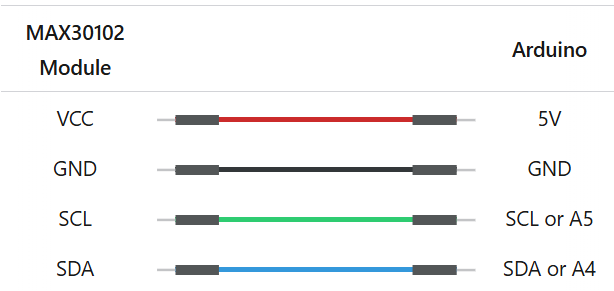 MAX30102
Module
Arduino
VCC 5V
GND GND
SCL SCL or A5
SDA SDA or A4